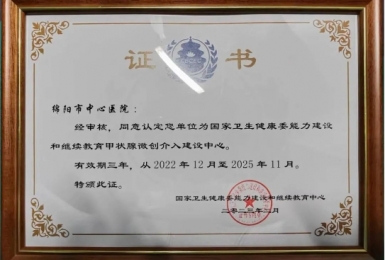 证书
绵阳市中心医院：
经审核，同意认定您单位为国家卫生健康委能力建设
和继续教育甲状腺微创介入建设中心。
有效期三年，从2022年12月至2025年11月。
特颁此证。
国家卫生健康委能力建设和继续教育中心